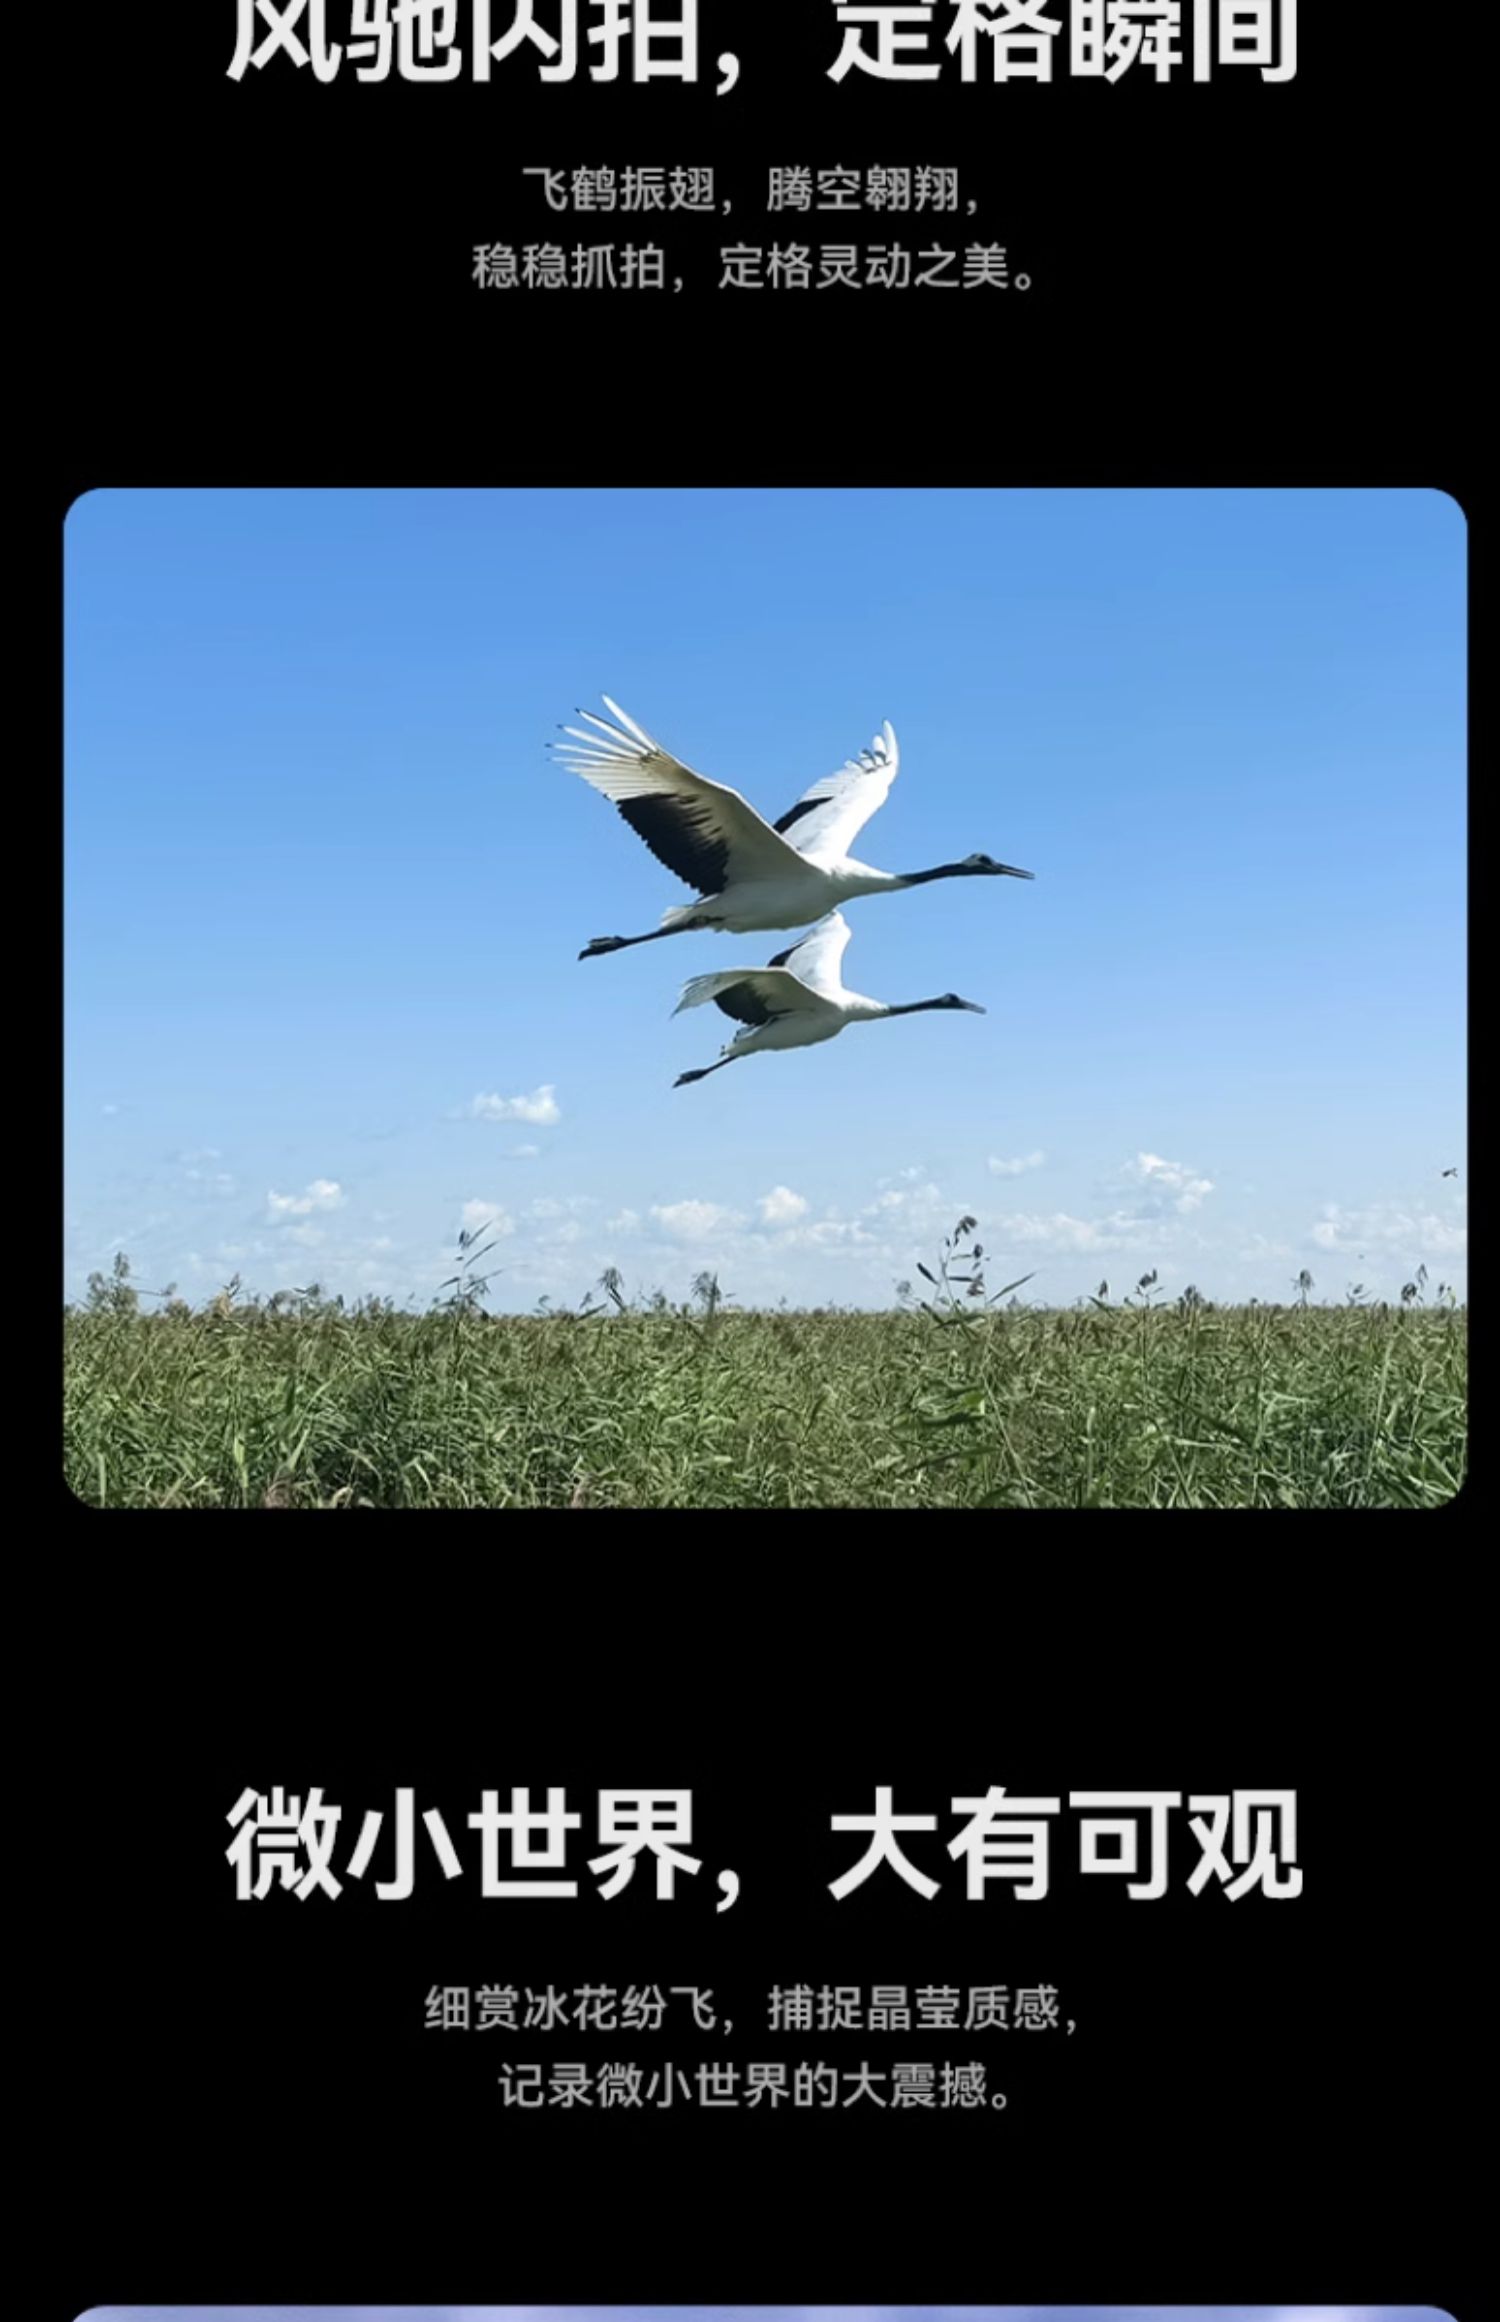 风驰闪拍，定格瞬间
飞鹤振翅，腾空翱翔，
稳稳抓拍，定格灵动之美。
微小世界，大有可观
细赏冰花纷飞，捕捉晶莹质感，
记录微小世界的大震撼。